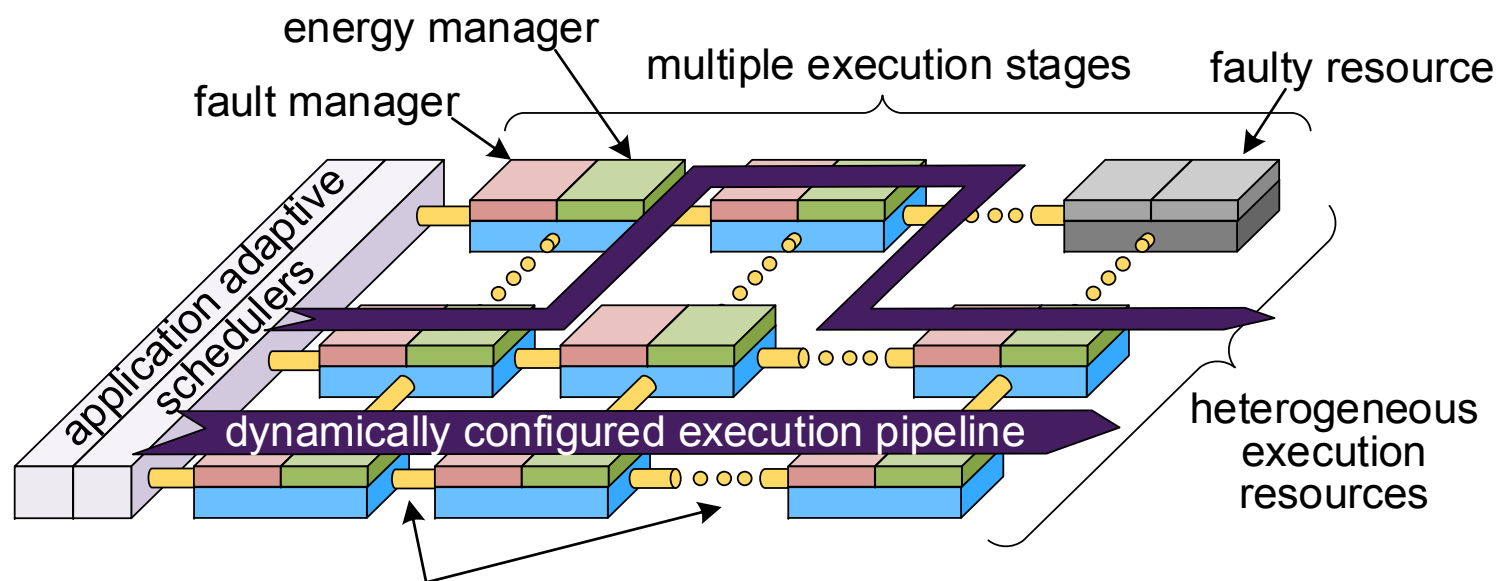 energy manager
fault manager
multiple execution stages
faulty resource
application adaptive
schedulers
dynamically configured execution pipeline
heterogeneous
execution
resources